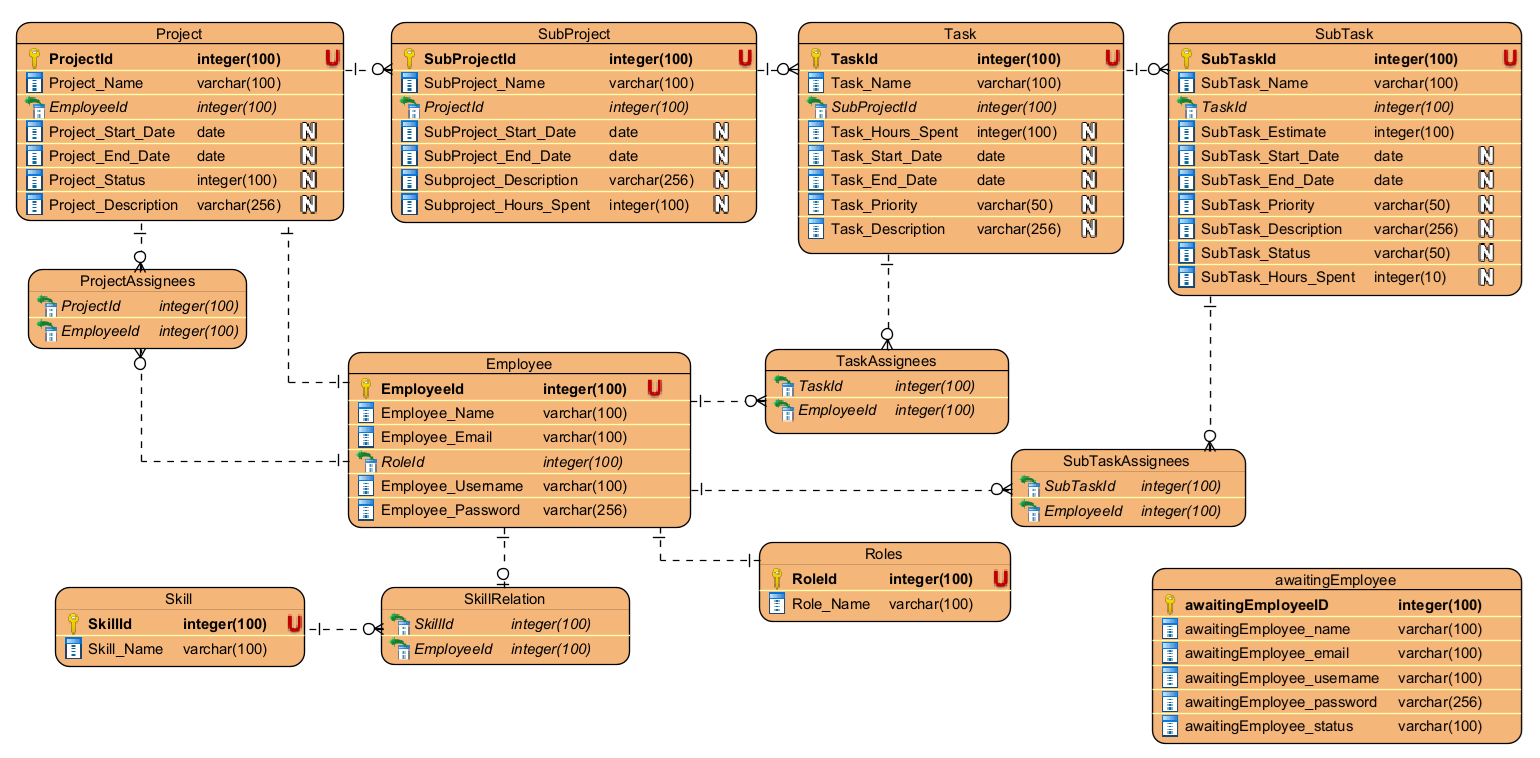 Project
ProjectId integer(100) U
Project_Name varchar(100)
EmployeeId integer(100)
Project_Start_Date date N
Project_End_Date date N
Project_Status integer(100) N
Project_Description varchar(256) N
SubProject
SubProjectId integer(100) U
SubProject_Name varchar(100)
ProjectId integer(100)
SubProject_Start_Date date N
SubProject_End_Date date N
Subproject_Description varchar(256) N
Subproject_Hours_Spent integer(100) N
Task
TaskId integer(100) U
Task_Name varchar(100)
SubProjectId integer(100)
Task_Hours_Spent integer(100) N
Task_Start_Date date N
Task_End_Date date N
Task_Priority varchar(50) N
Task_Description varchar(256) N
SubTask
SubTaskId integer(100) U
SubTask_Name varchar(100)
TaskId integer(100)
SubTask_Estimate integer(100)
SubTask_Start_Date date N
SubTask_End_Date date N
SubTask_Priority varchar(50) N
SubTask_Description varchar(256) N
SubTask_Status varchar(50) N
SubTask_Hours_Spent integer(10) N
ProjectAssignees
ProjectId integer(100)
EmployeeId integer(100)
Employee
EmployeeId integer(100) U
Employee_Name varchar(100)
Employee_Email varchar(100)
RoleId integer(100)
Employee_Username varchar(100)
Employee_Password varchar(256)
TaskAssignees
TaskId integer(100)
EmployeeId integer(100)
SubTaskAssignees
SubTaskId integer(100)
EmployeeId integer(100)
Skill
SkillId integer(100) U
Skill_Name varchar(100)
SkillRelation
SkillId integer(100)
EmployeeId integer(100)
Roles
RoleId integer(100) U
Role_Name varchar(100)
awaitingEmployee
awaitingEmployeeID integer(100)
awaitingEmployee_name varchar(100)
awaitingEmployee_email varchar(100)
awaitingEmployee_username varchar(100)
awaitingEmployee_password varchar(256)
awaitingEmployee_status varchar(100)